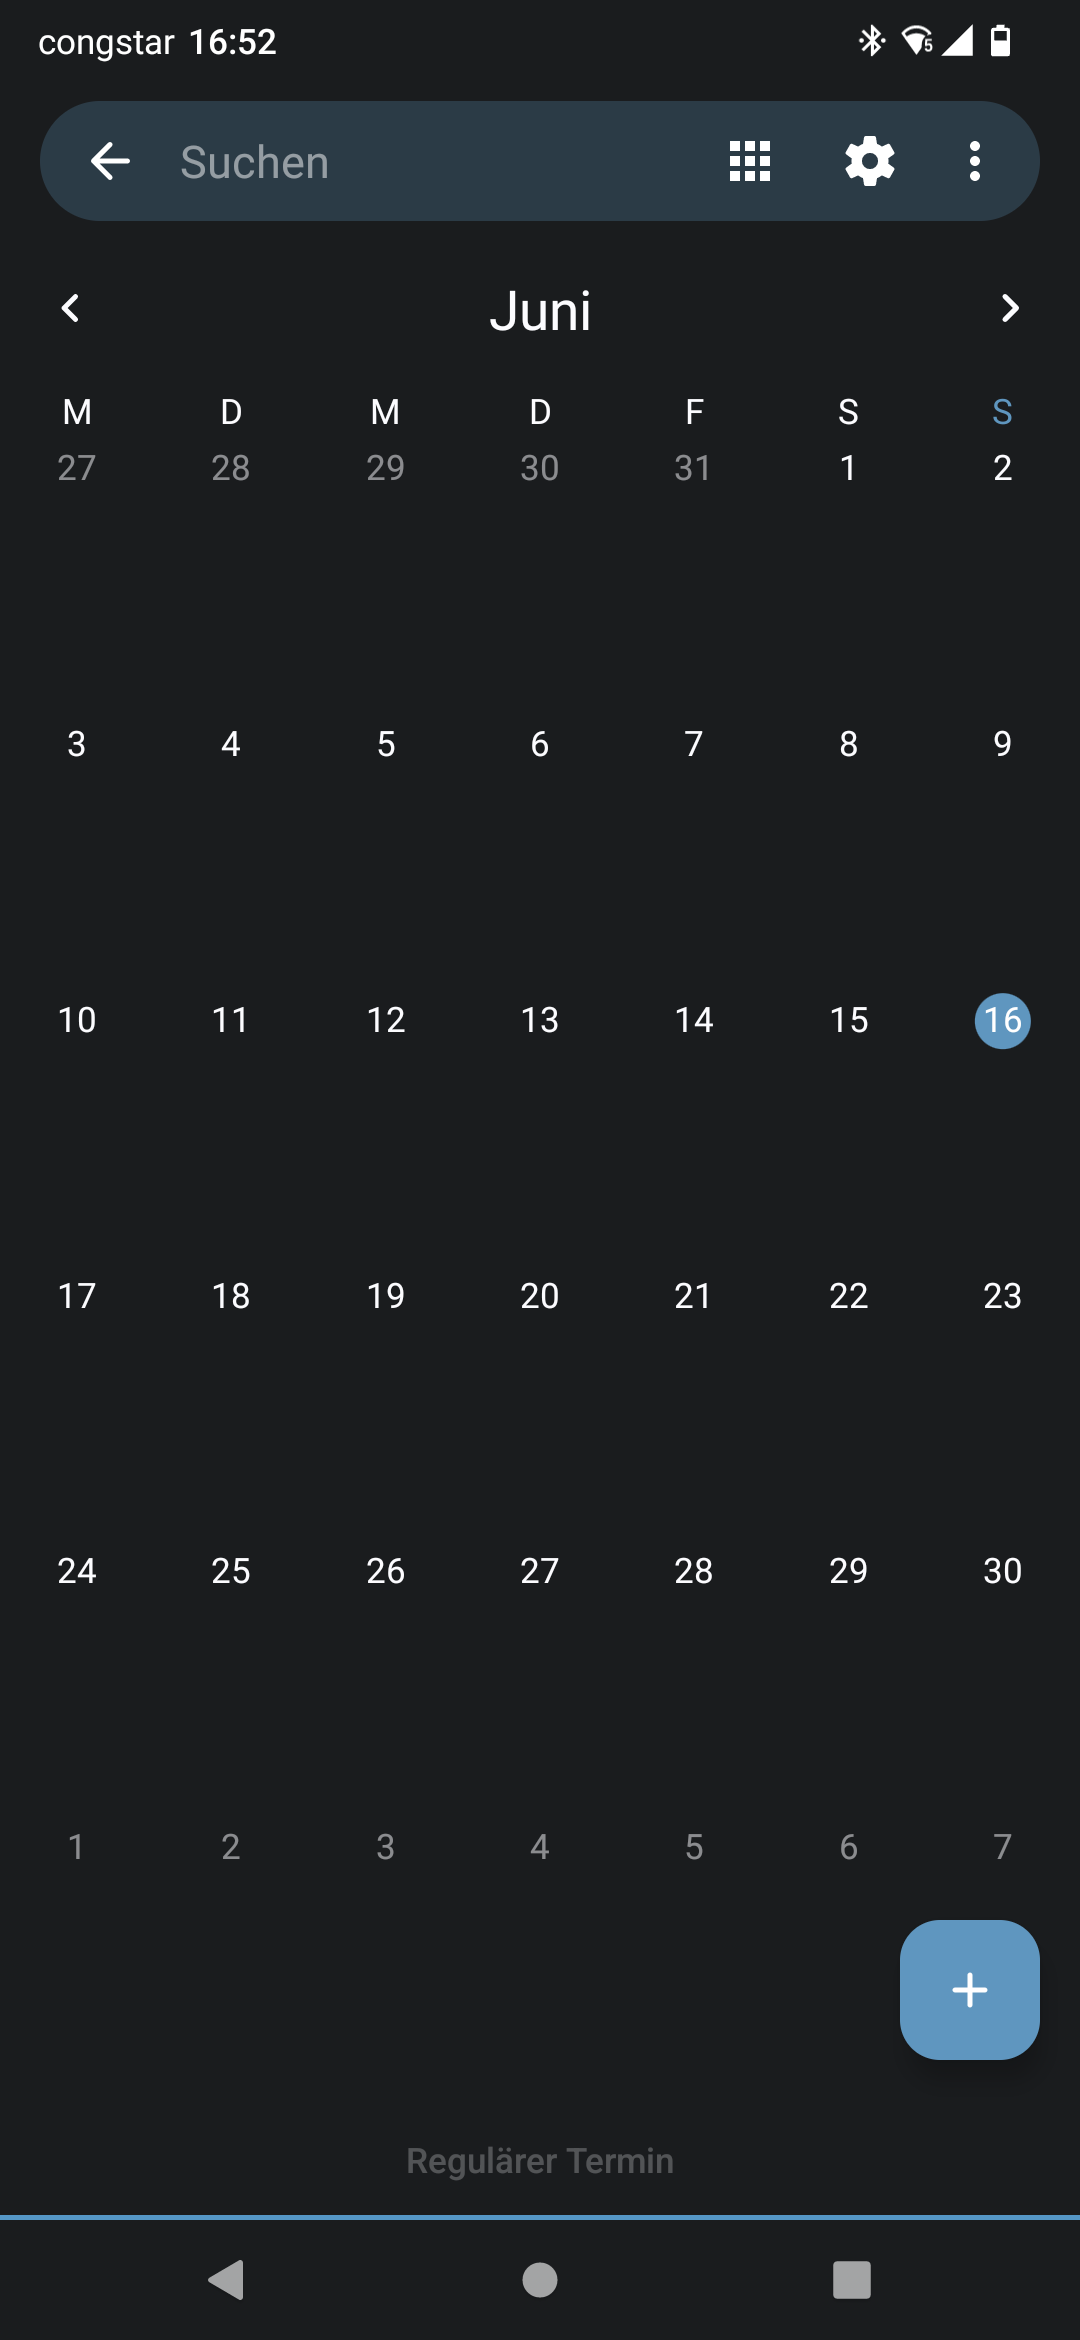 congstar 16:52
5
Suchen
Juni
M D M D F S S
27 28 29 30 31 1 2
3 4 5 6 7 8 9
10 11 12 13 14 15 16
17 18 19 20 21 22 23
24 25 26 27 28 29 30
1 2 3 4 5 6 7
Regulärer Termin